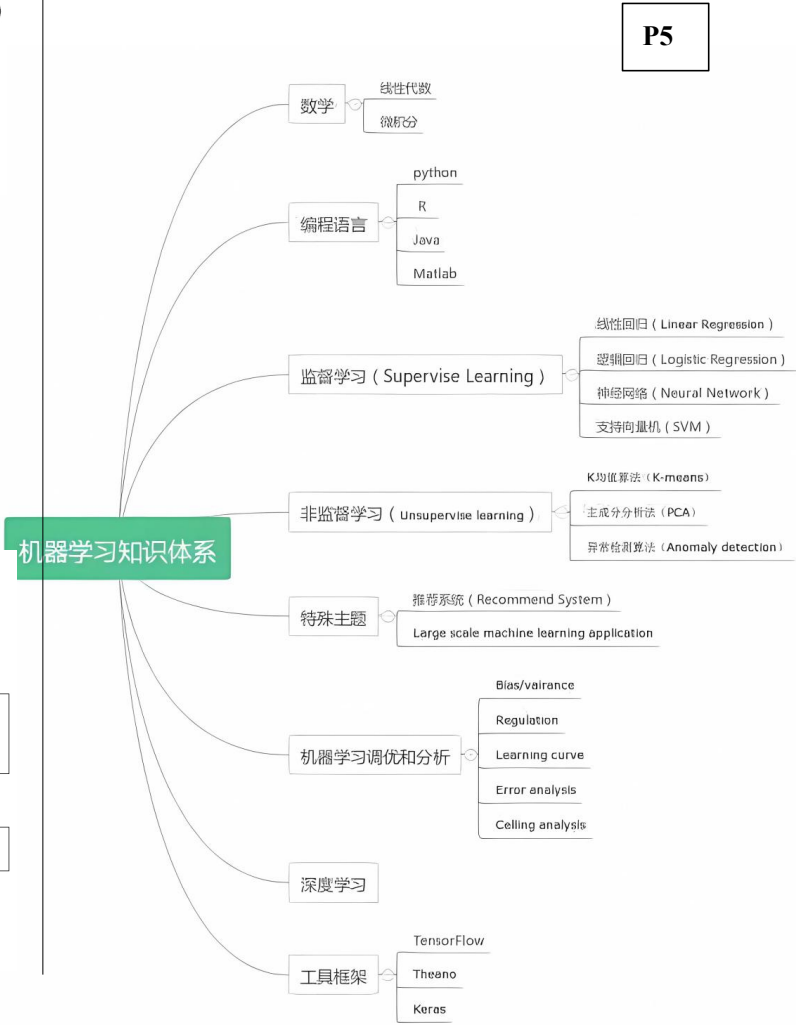 P5
机器学习知识体系
数学
线性代数
微积分
编程语言
python
R
Java
Matlab
监督学习（Supervise Learning）
线性回归（Linear Regression）
逻辑回归（Logistic Regression）
神经网络（Neural Network）
支持向量机（SVM）
非监督学习（Unsupervise learning）
K均值算法（K-means）
主成分分析法（PCA）
异常检测算法（Anomaly detection）
特殊主题
推荐系统（Recommend System）
Large scale machine learning application
机器学习调优和分析
Bias/vairance
Regulation
Learning curve
Error analysis
Celling analysis
深度学习
工具框架
TensorFlow
Theano
Keras